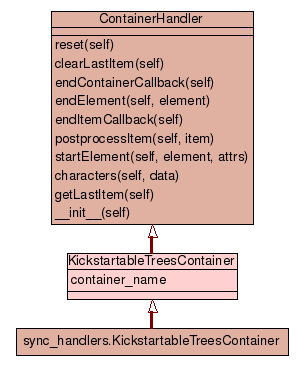 ContainerHandler
reset(self)
clearLastItem(self)
endContainerCallback(self)
endElement(self, element)
endItemCallback(self)
postprocessItem(self, item)
startElement(self, element, attrs)
characters(self, data)
getLastItem(self)
__init__(self)
KickstartableTreesContainer
container_name
sync_handlers.KickstartableTreesContainer